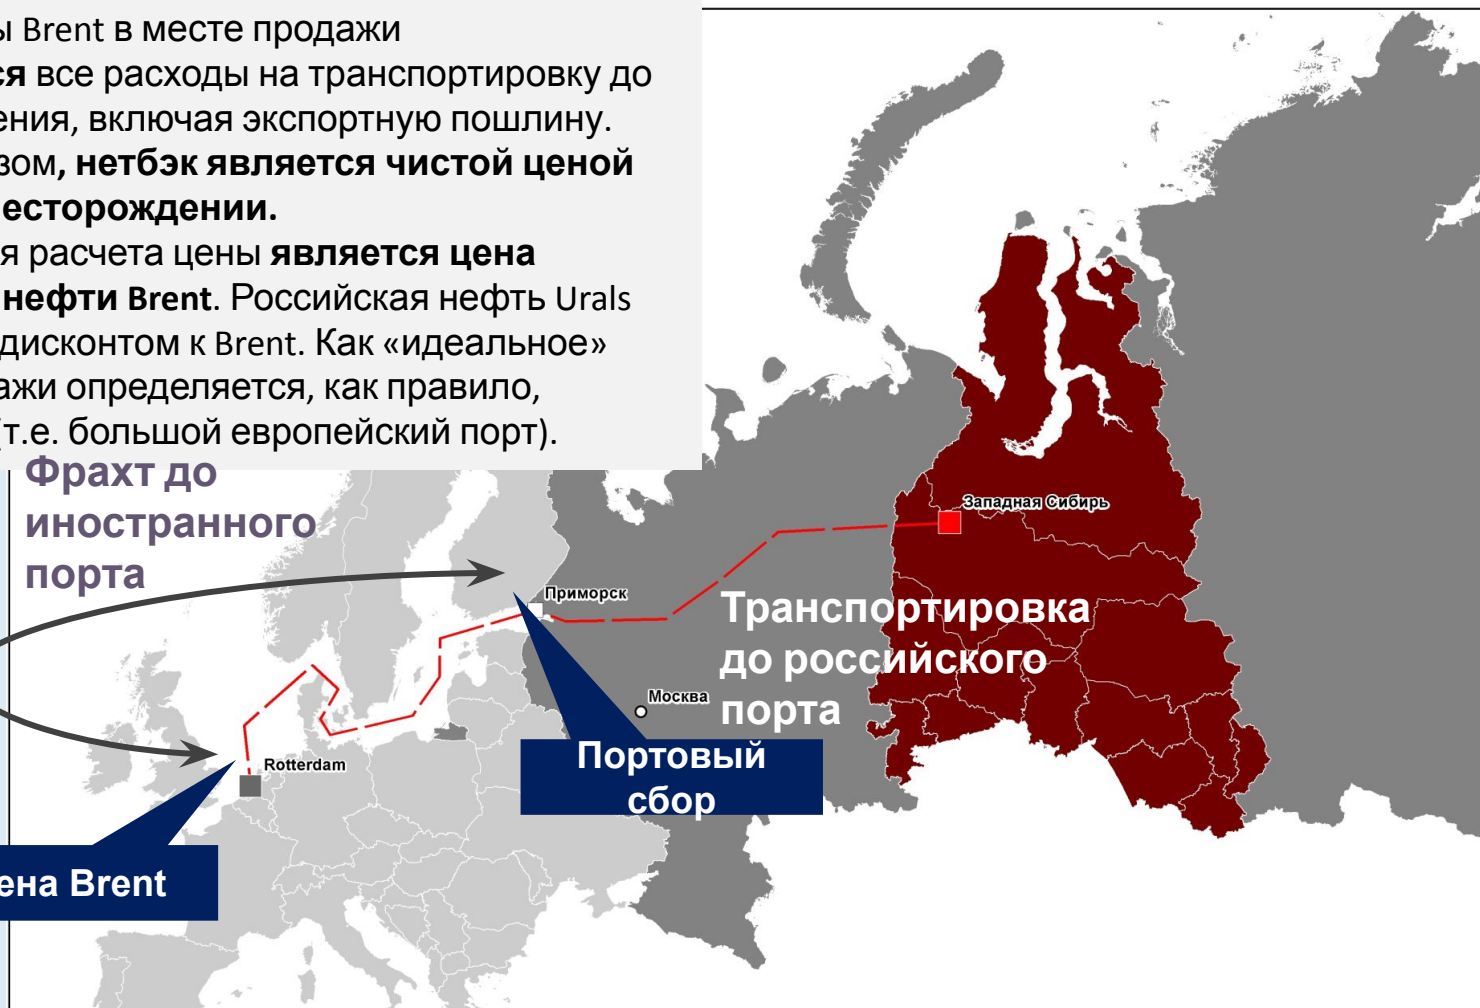 ы Brent в месте продажи
ся все расходы на транспортировку до
ения, включая экспортную пошлину.
зом, нетбэк является чистой ценой
есторождении.
я расчета цены является цена
нефти Brent. Российская нефть Urals
дисконтом к Brent. Как «идеальное»
ажи определяется, как правило,
(т.е. большой европейский порт).
Фрахт до
иностранного
порта
Западная Сибирь
Приморск
Транспортировка
до российского
порта
Москва
Портовый
сбор
Rotterdam
ена Brent